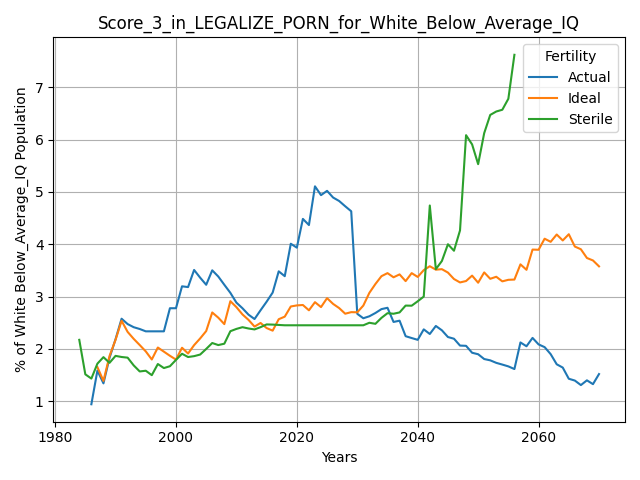 Score_3_in_LEGALIZE_PORN_for_White_Below_Average_IQ
% of White Below_Average_IQ Population
7
6
5
4
3
2
1
Fertility
Actual
Ideal
Sterile
1980 2000 2020 2040 2060
Years